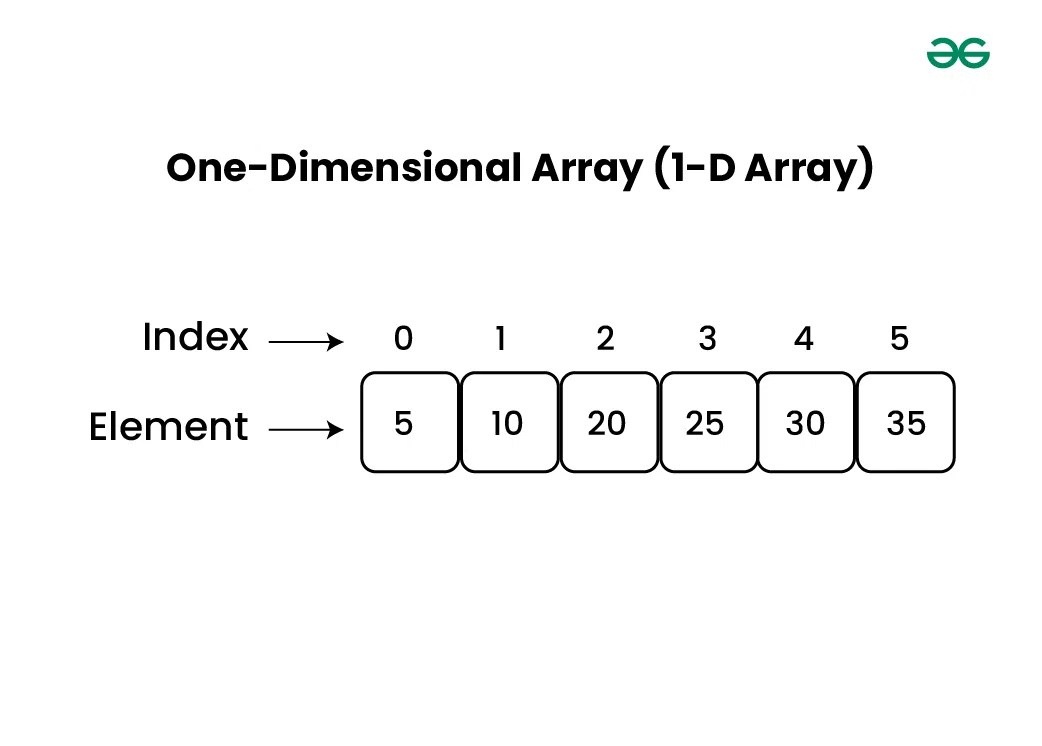 One-Dimensional Array (1-D Array)
Index 0 1 2 3 4 5
Element 5 10 20 25 30 35